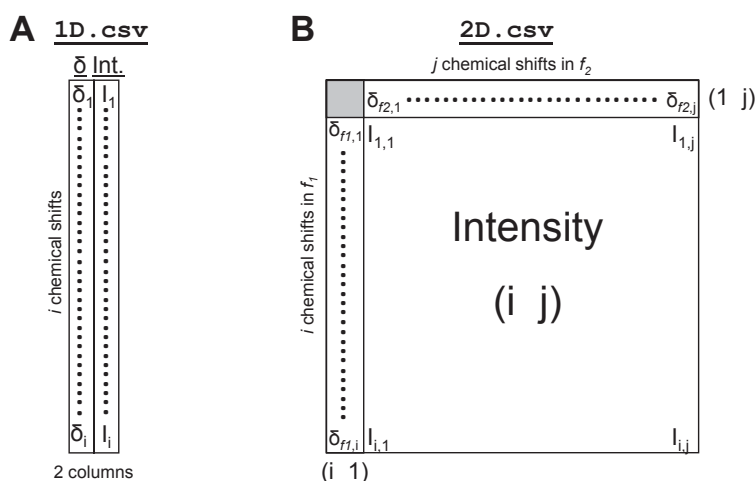 A 1D.csv
δ Int.
δ1 I1
i chemical shifts
δi Ii
2 columns
B 2D.csv
j chemical shifts in f2
δf2,1 δf2,j (1 j)
δf1,1 I1,1 I1,j
i chemical shifts in f1
Intensity
(i j)
δf1,i Ii,1 Ii,j
(i 1)